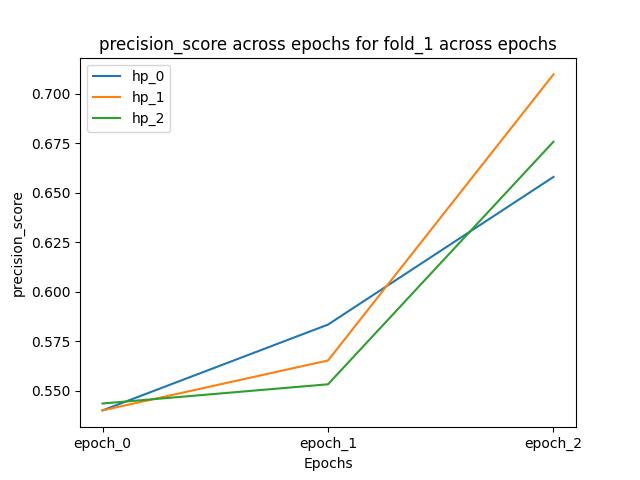 precision_score across epochs for fold_1 across epochs
hp_0
hp_1
hp_2
0.700
0.675
0.650
0.625
0.600
0.575
0.550
precision_score
epoch_0 epoch_1 epoch_2
Epochs